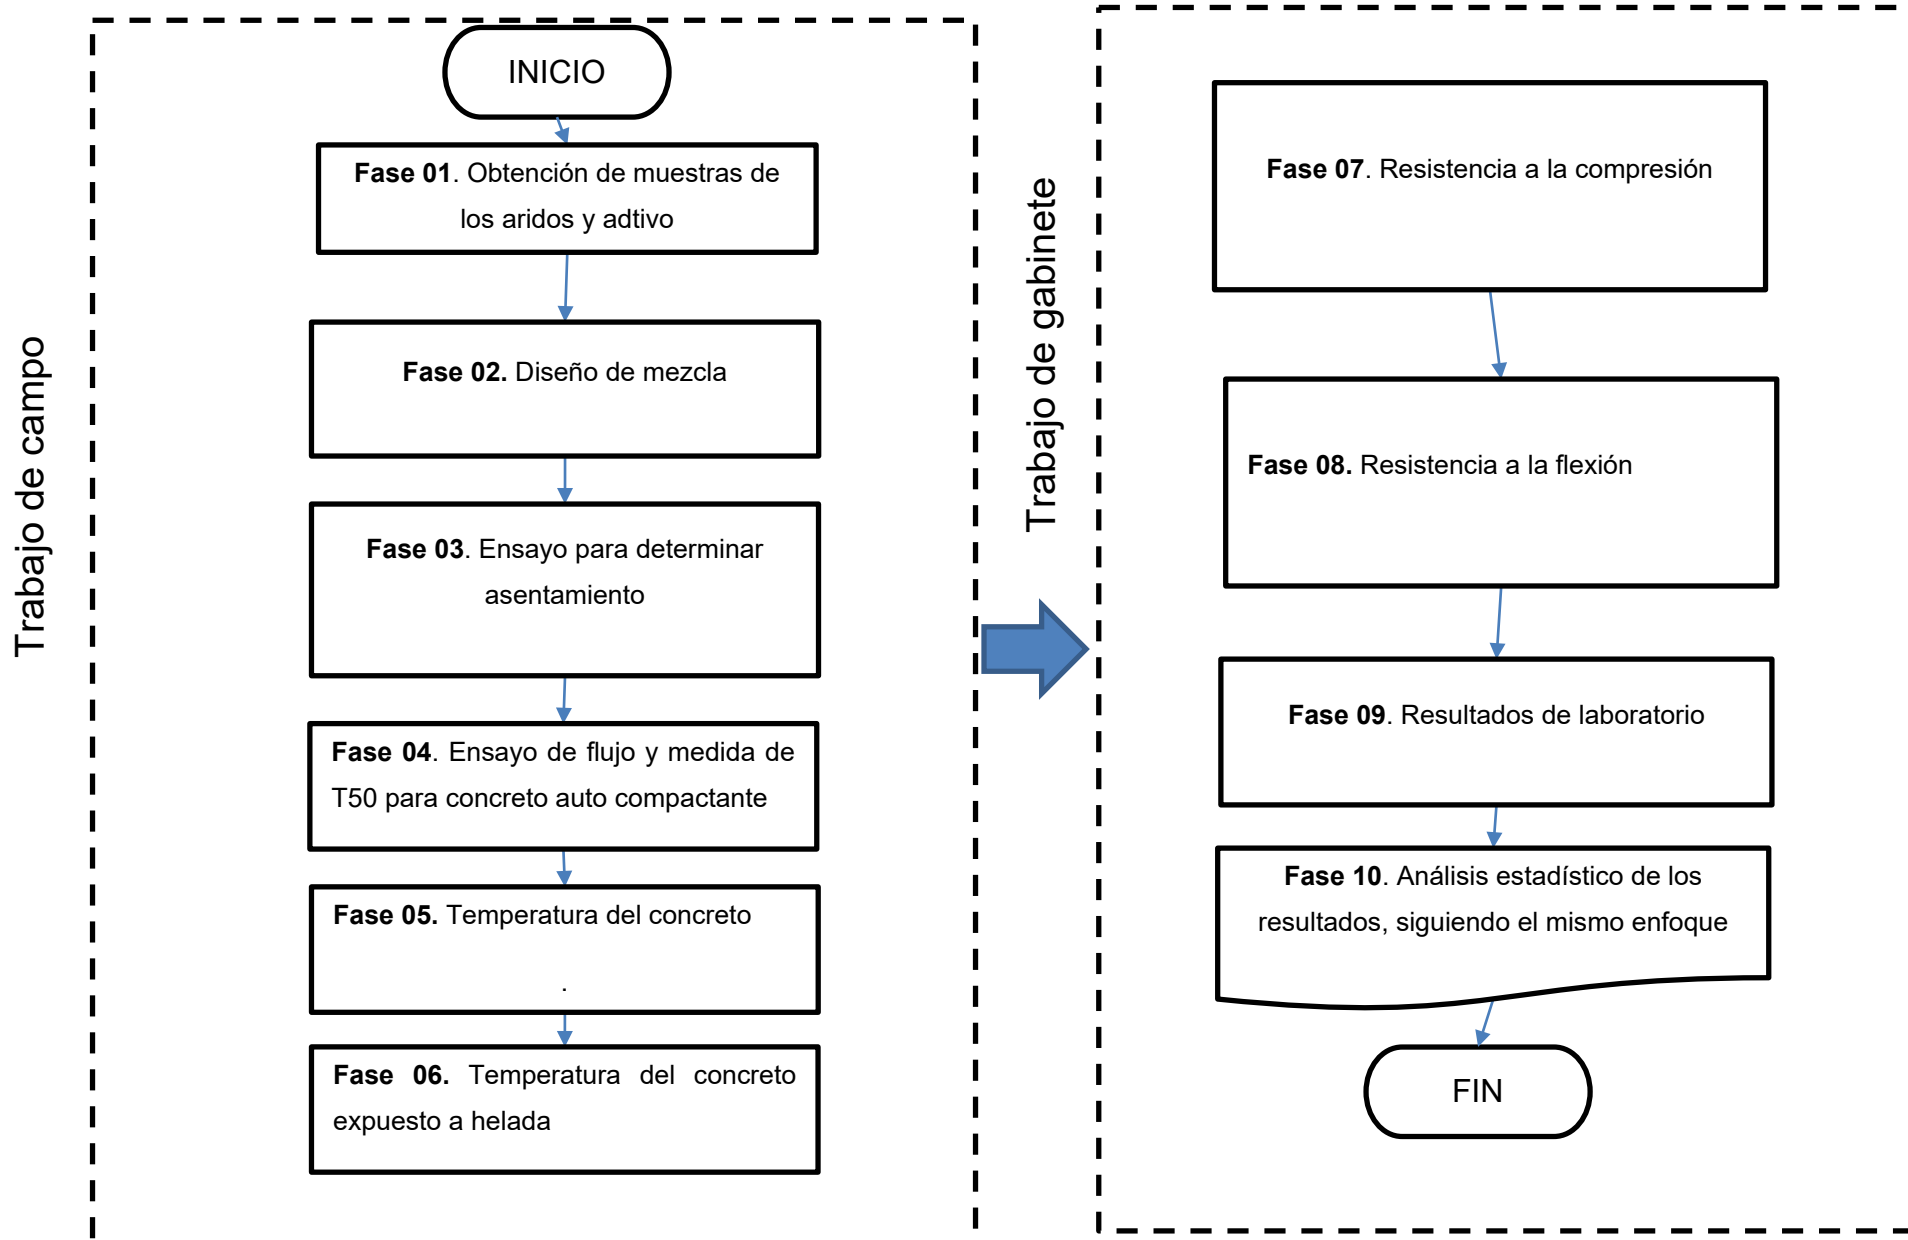 Trabajo de campo
INICIO
Fase 01. Obtención de muestras de
los aridos y adtivo
Fase 02. Diseño de mezcla
Fase 03. Ensayo para determinar
asentamiento
Fase 04. Ensayo de flujo y medida de
T50 para concreto auto compactante
Fase 05. Temperatura del concreto
.
Fase 06. Temperatura del concreto
expuesto a helada
Trabajo de gabinete
Fase 07. Resistencia a la compresión
Fase 08. Resistencia a la flexión
Fase 09. Resultados de laboratorio
Fase 10. Análisis estadístico de los
resultados, siguiendo el mismo enfoque
FIN